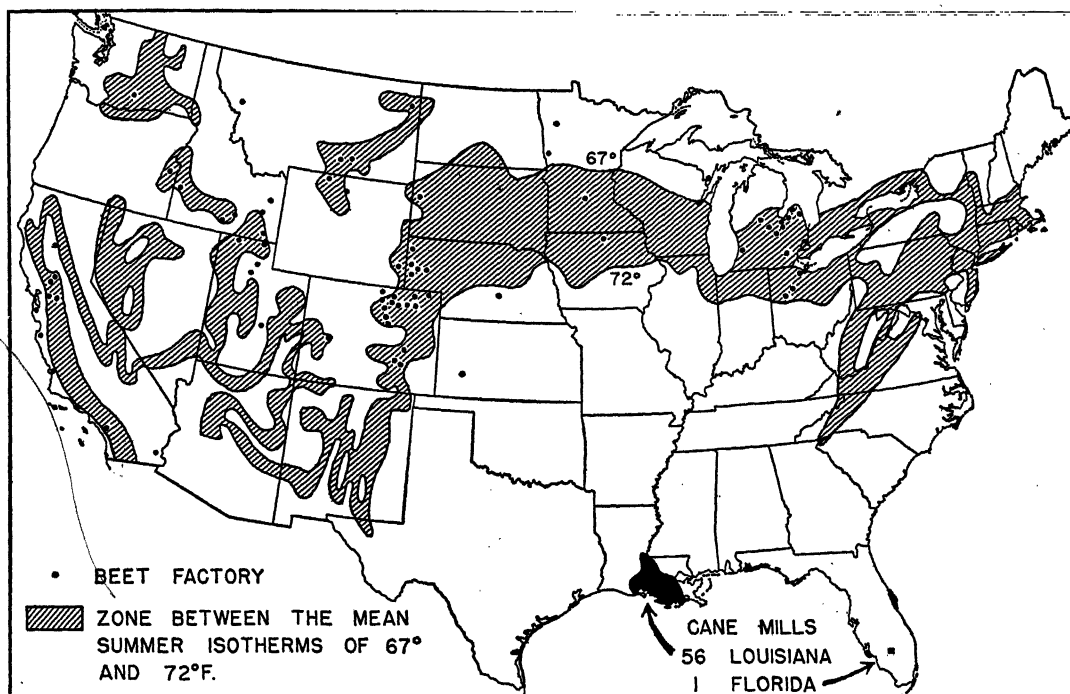 67°
72°
• BEET FACTORY
ZONE BETWEEN THE MEAN
SUMMER ISOTHERMS OF 67°
AND 72°F.
CANE MILLS
56 LOUISIANA
1 FLORIDA